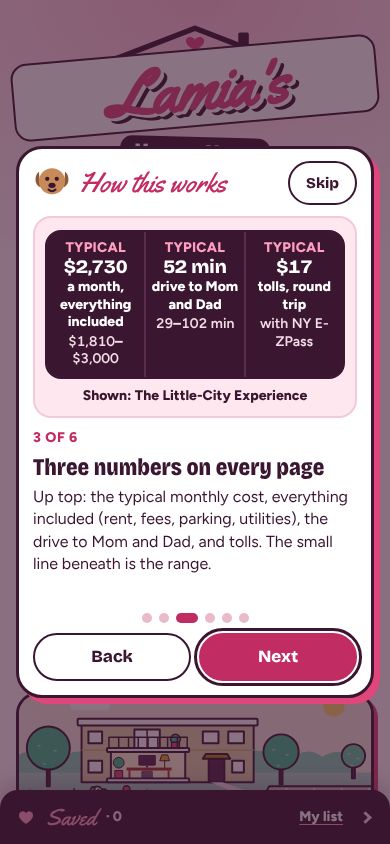 Lamia's
How this works
Skip
TYPICAL
$2,730
a month,
everything
included
$1,810–
$3,000
TYPICAL
52 min
drive to Mom
and Dad
29–102 min
TYPICAL
$17
tolls, round
trip
with NY E-
ZPass
Shown: The Little-City Experience
3 OF 6
Three numbers on every page
Up top: the typical monthly cost, everything
included (rent, fees, parking, utilities), the
drive to Mom and Dad, and tolls. The small
line beneath is the range.
Back
Next
Saved · 0
My list